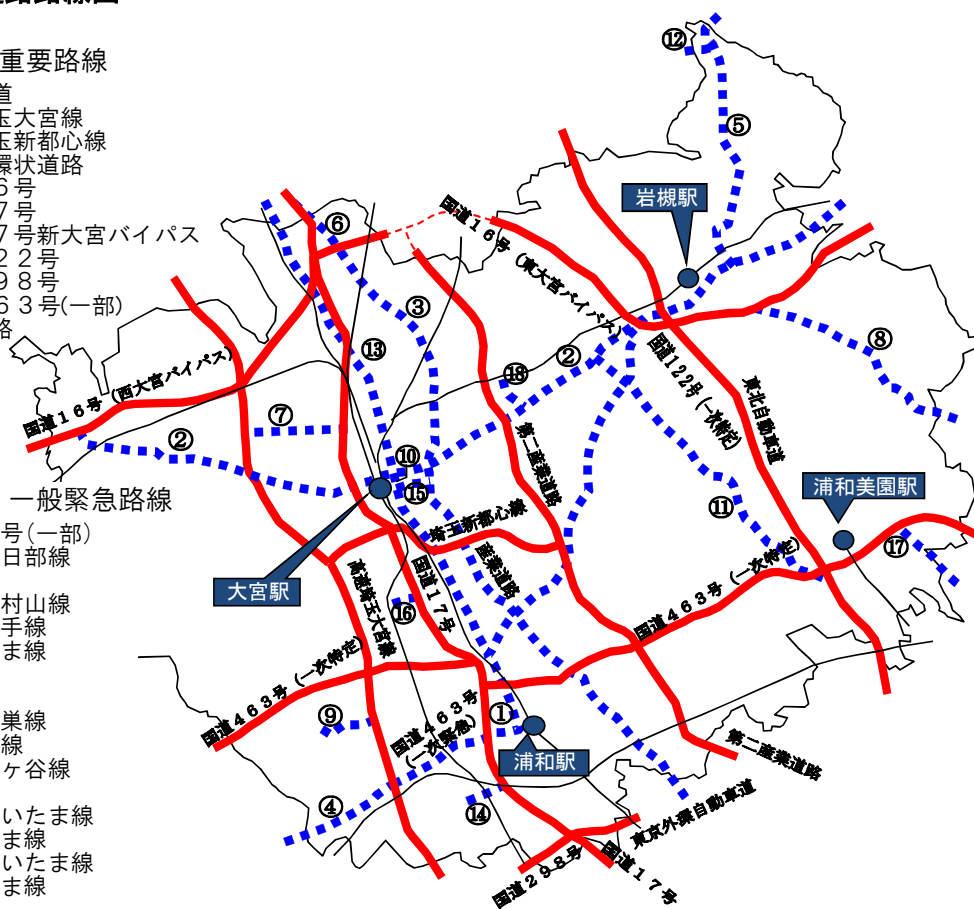 重要路線
道
玉大宮線
玉新都心線
環状道路
６号
７号
７号新大宮バイパス
２２号
９８号
６３号(一部)
路
一般緊急路線
号(一部)
日部線
村山線
手線
ま線
巣線
線
ヶ谷線
いたま線
ま線
いたま線
ま線
⑫
⑤
岩槻駅
国道１６号 (東大宮バイパス)
⑥
③
⑧
⑬
②
⑱
国道122号 (一次特定)
東北自動車道
国道１６号 (西大宮バイパス)
⑦
②
第二産業道路
⑩
⑮
⑪
浦和美園駅
埼玉新都心線
⑰
産業道路
大宮駅
高速埼玉大宮線
国道１７号
⑯
国道４６３号 (一次特定)
国道４６３号 (一次特定)
⑨
国道４６３号
(一次緊急)
①
浦和駅
第二産業道路
④
⑭
東京外環自動車道
国道２９８号
国道１７号